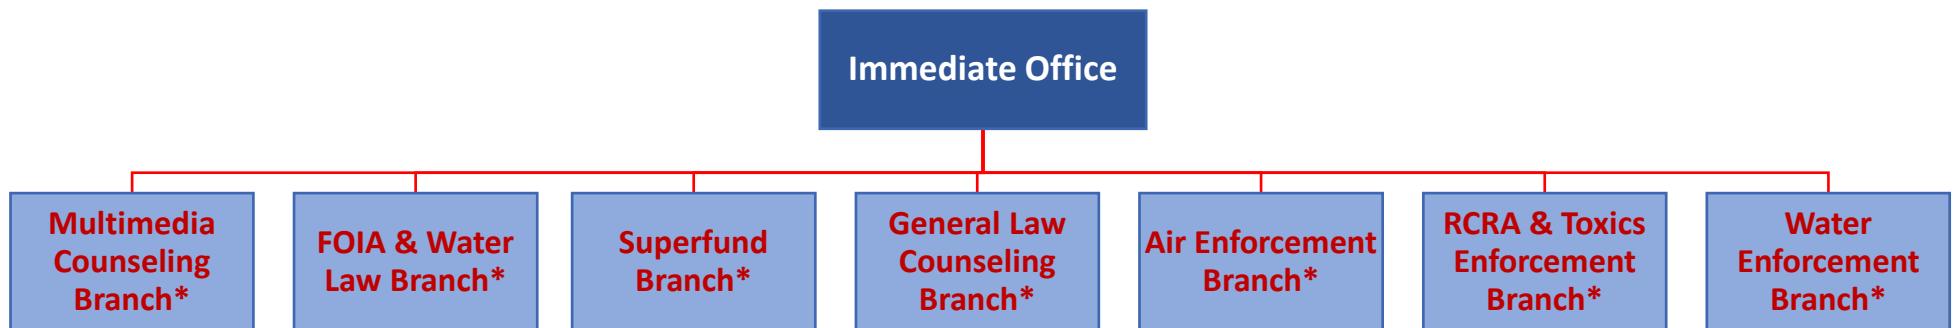 Immediate Office
Multimedia
Counseling
Branch*
FOIA & Water
Law Branch*
Superfund
Branch*
General Law
Counseling
Branch*
Air Enforcement
Branch*
RCRA & Toxics
Enforcement
Branch*
Water
Enforcement
Branch*